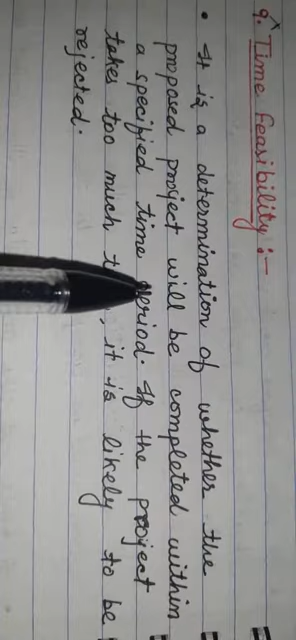 9. Time feasibility :-
• It is a determination of whether the
proposed project will be completed within
a specified time period. If the project
takes too much t , it is likely to be
rejected.